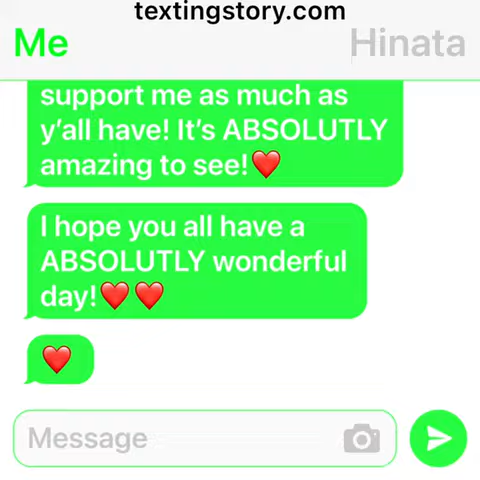 textingstory.com
Me
Hinata
support me as much as
y'all have! It's ABSOLUTLY
amazing to see!❤️
I hope you all have a
ABSOLUTLY wonderful
day!❤️❤️
❤️
Message